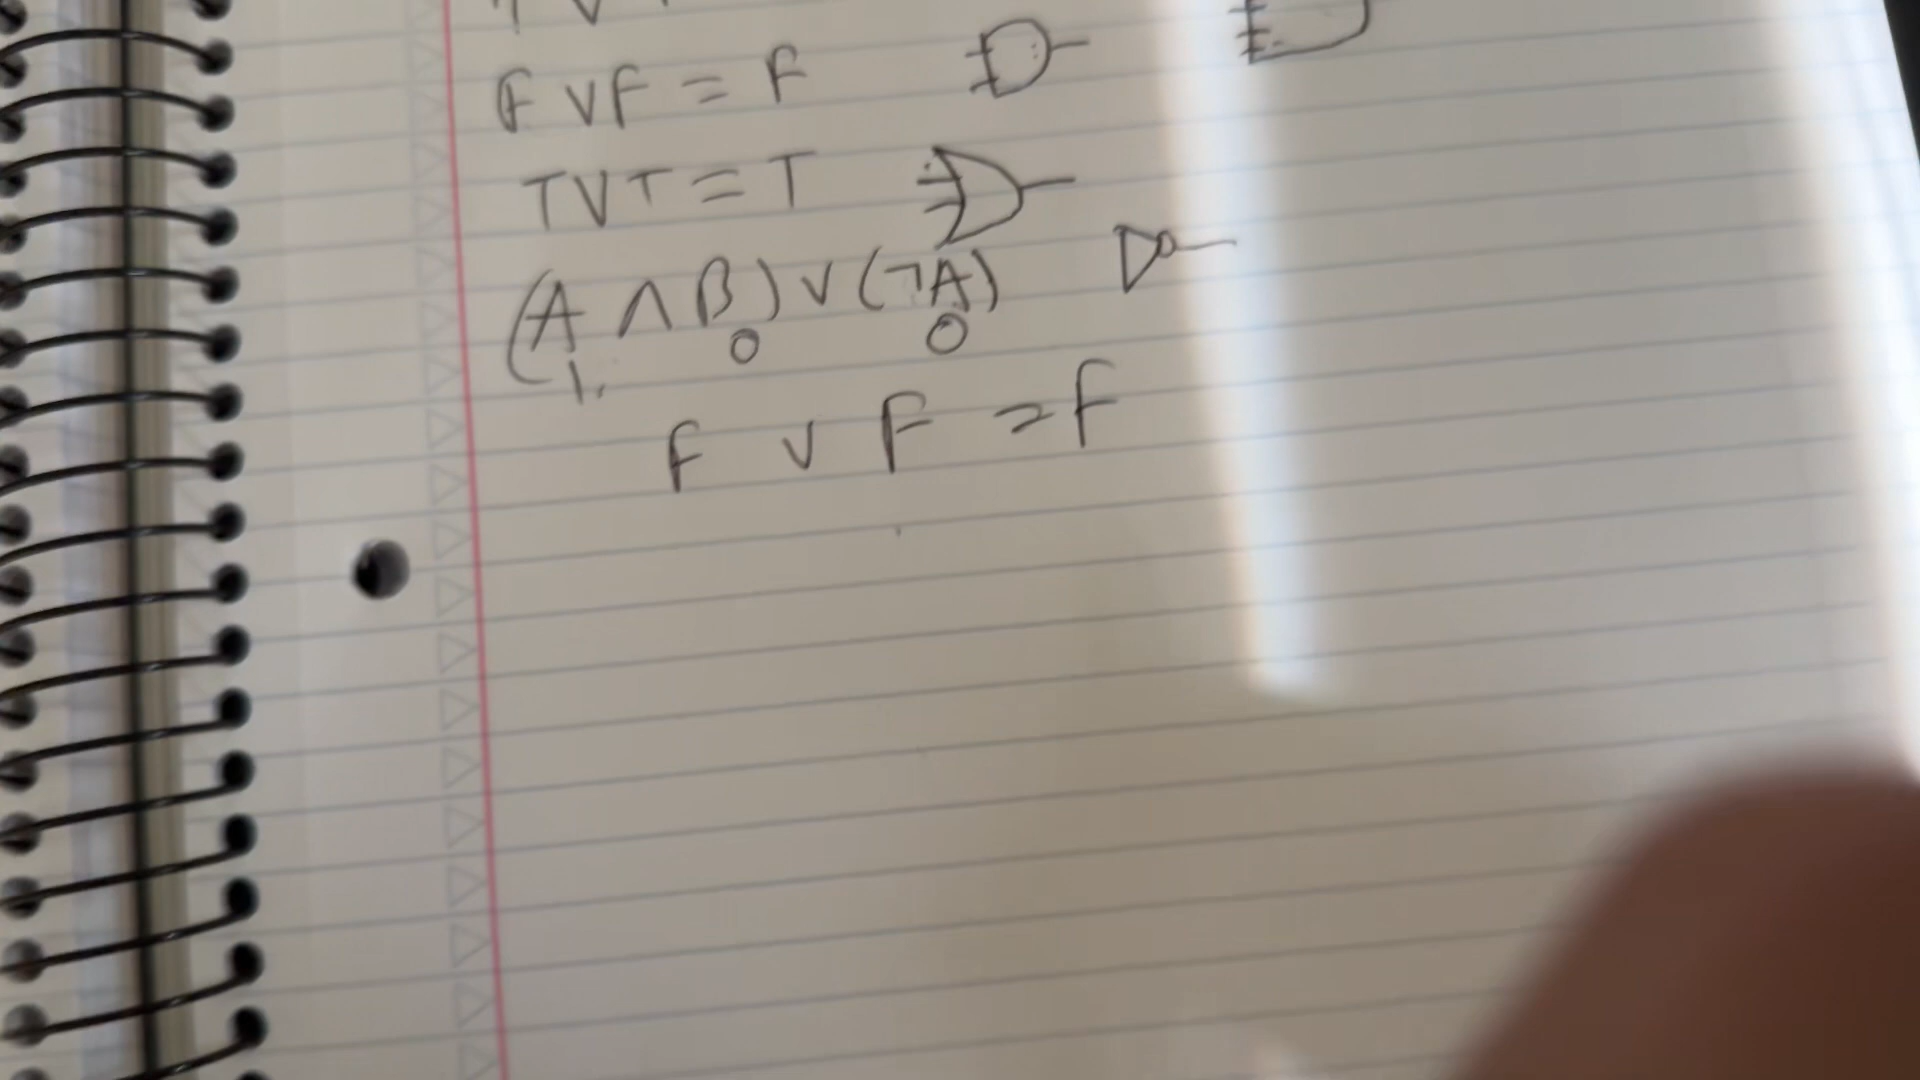 F ∨ F = F
T ∨ T = T
(A ∧ B) ∨ (¬A)
1. 0 0
F ∨ F = F